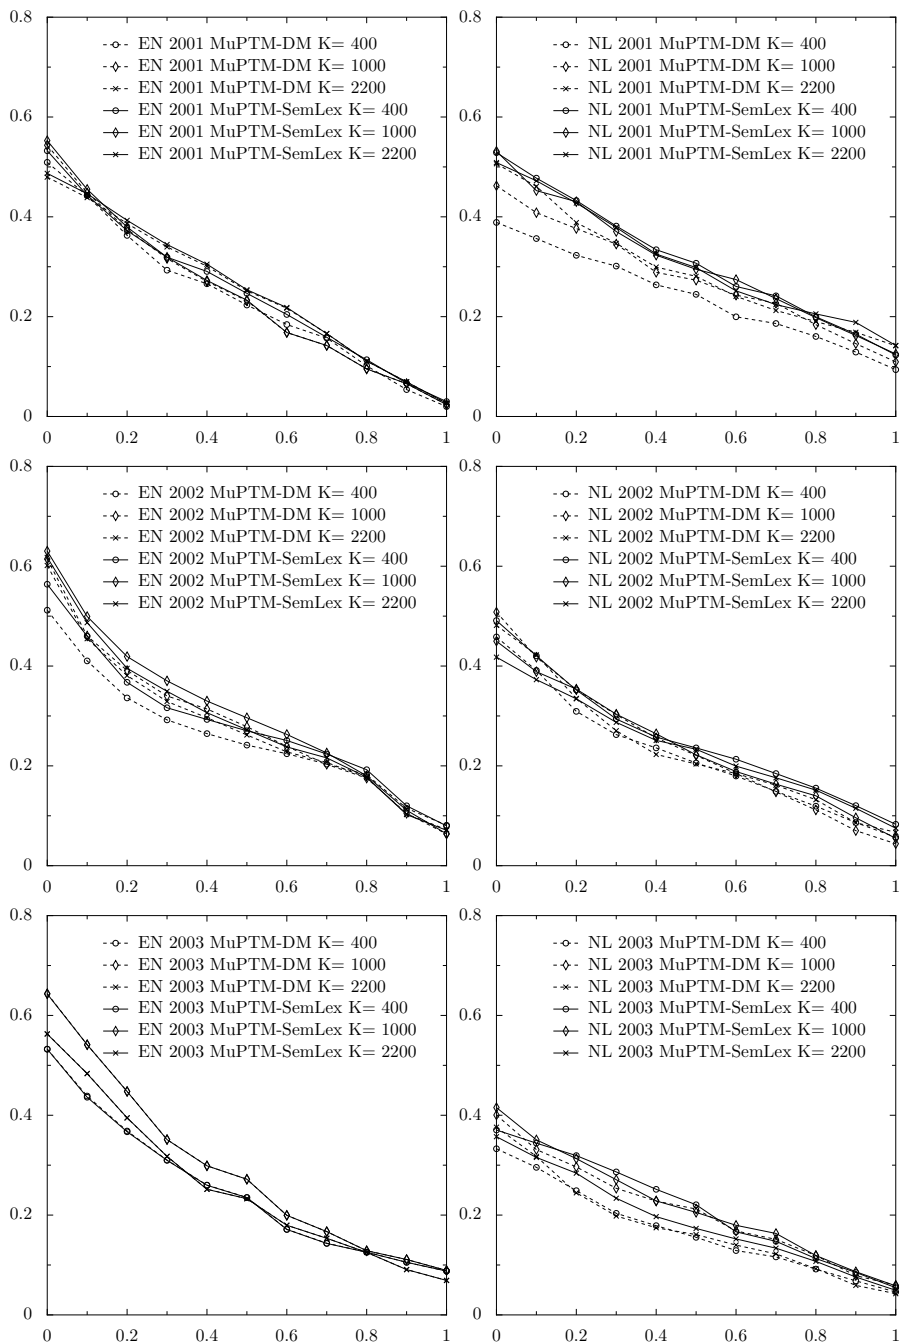 0.8
EN 2001 MuPTM-DM K= 400
EN 2001 MuPTM-DM K= 1000
EN 2001 MuPTM-DM K= 2200
EN 2001 MuPTM-SemLex K= 400
EN 2001 MuPTM-SemLex K= 1000
EN 2001 MuPTM-SemLex K= 2200
0.6
0.4
0.2
0
0 0.2 0.4 0.6 0.8 1
0.8
NL 2001 MuPTM-DM K= 400
NL 2001 MuPTM-DM K= 1000
NL 2001 MuPTM-DM K= 2200
NL 2001 MuPTM-SemLex K= 400
NL 2001 MuPTM-SemLex K= 1000
NL 2001 MuPTM-SemLex K= 2200
0.6
0.4
0.2
0
0 0.2 0.4 0.6 0.8 1
0.8
EN 2002 MuPTM-DM K= 400
EN 2002 MuPTM-DM K= 1000
EN 2002 MuPTM-DM K= 2200
EN 2002 MuPTM-SemLex K= 400
EN 2002 MuPTM-SemLex K= 1000
EN 2002 MuPTM-SemLex K= 2200
0.6
0.4
0.2
0
0 0.2 0.4 0.6 0.8 1
0.8
NL 2002 MuPTM-DM K= 400
NL 2002 MuPTM-DM K= 1000
NL 2002 MuPTM-DM K= 2200
NL 2002 MuPTM-SemLex K= 400
NL 2002 MuPTM-SemLex K= 1000
NL 2002 MuPTM-SemLex K= 2200
0.6
0.4
0.2
0
0 0.2 0.4 0.6 0.8 1
0.8
EN 2003 MuPTM-DM K= 400
EN 2003 MuPTM-DM K= 1000
EN 2003 MuPTM-DM K= 2200
EN 2003 MuPTM-SemLex K= 400
EN 2003 MuPTM-SemLex K= 1000
EN 2003 MuPTM-SemLex K= 2200
0.6
0.4
0.2
0
0 0.2 0.4 0.6 0.8 1
0.8
NL 2003 MuPTM-DM K= 400
NL 2003 MuPTM-DM K= 1000
NL 2003 MuPTM-DM K= 2200
NL 2003 MuPTM-SemLex K= 400
NL 2003 MuPTM-SemLex K= 1000
NL 2003 MuPTM-SemLex K= 2200
0.6
0.4
0.2
0
0 0.2 0.4 0.6 0.8 1